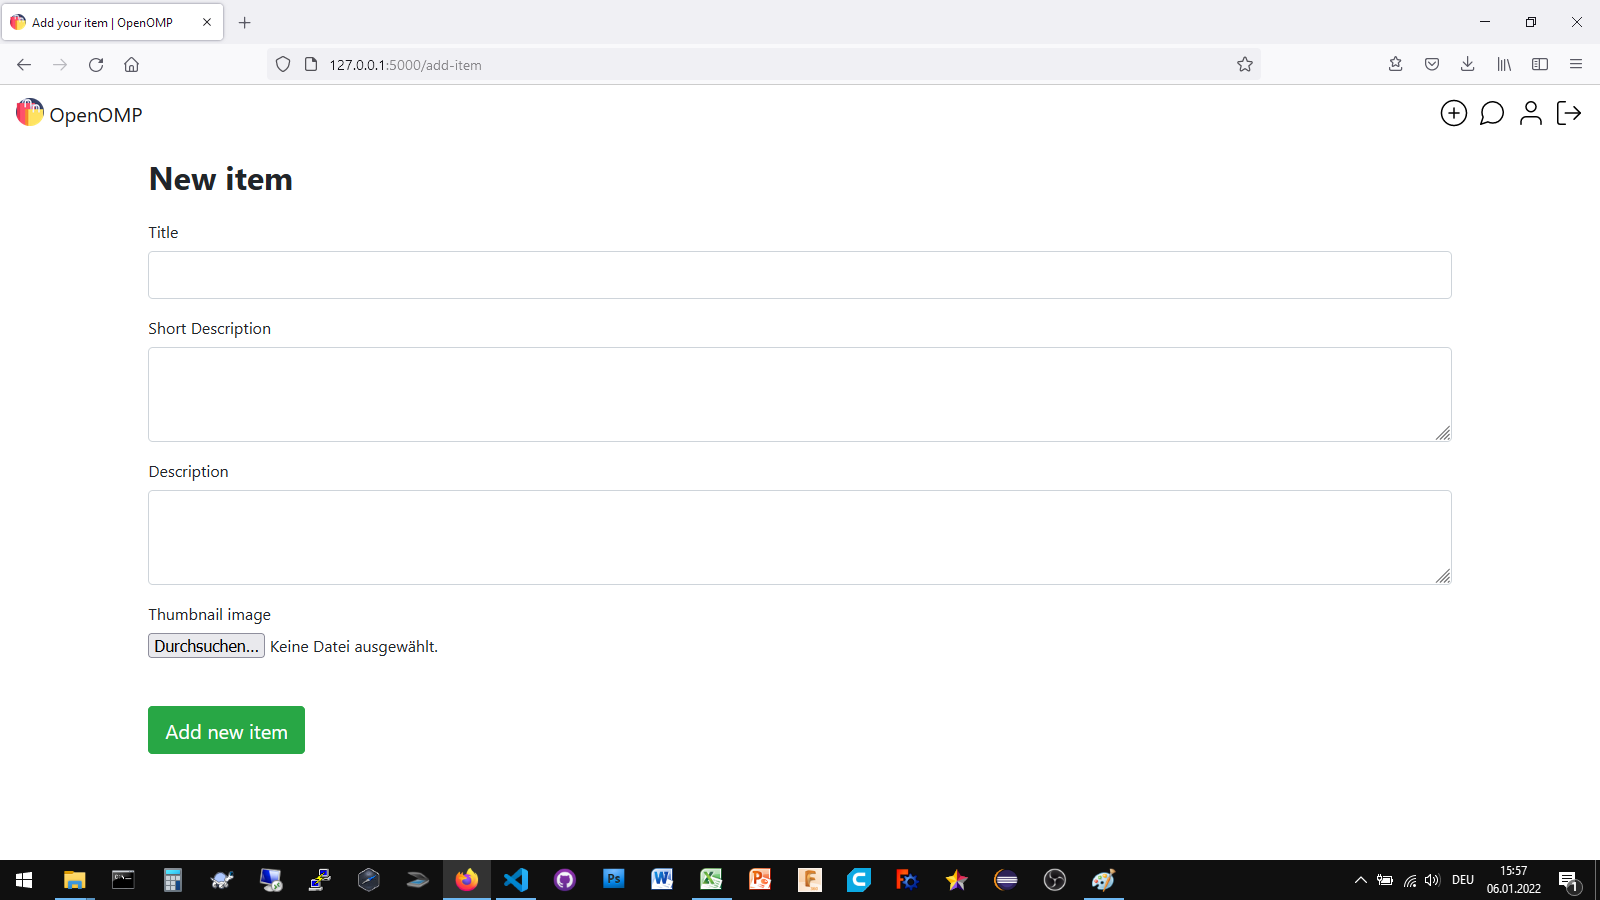 Add your item | OpenOMP
127.0.0.1:5000/add-item
OpenOMP
New item
Title
Short Description
Description
Thumbnail image
Durchsuchen... Keine Datei ausgewählt.
Add new item
DEU
15:57
06.01.2022
1